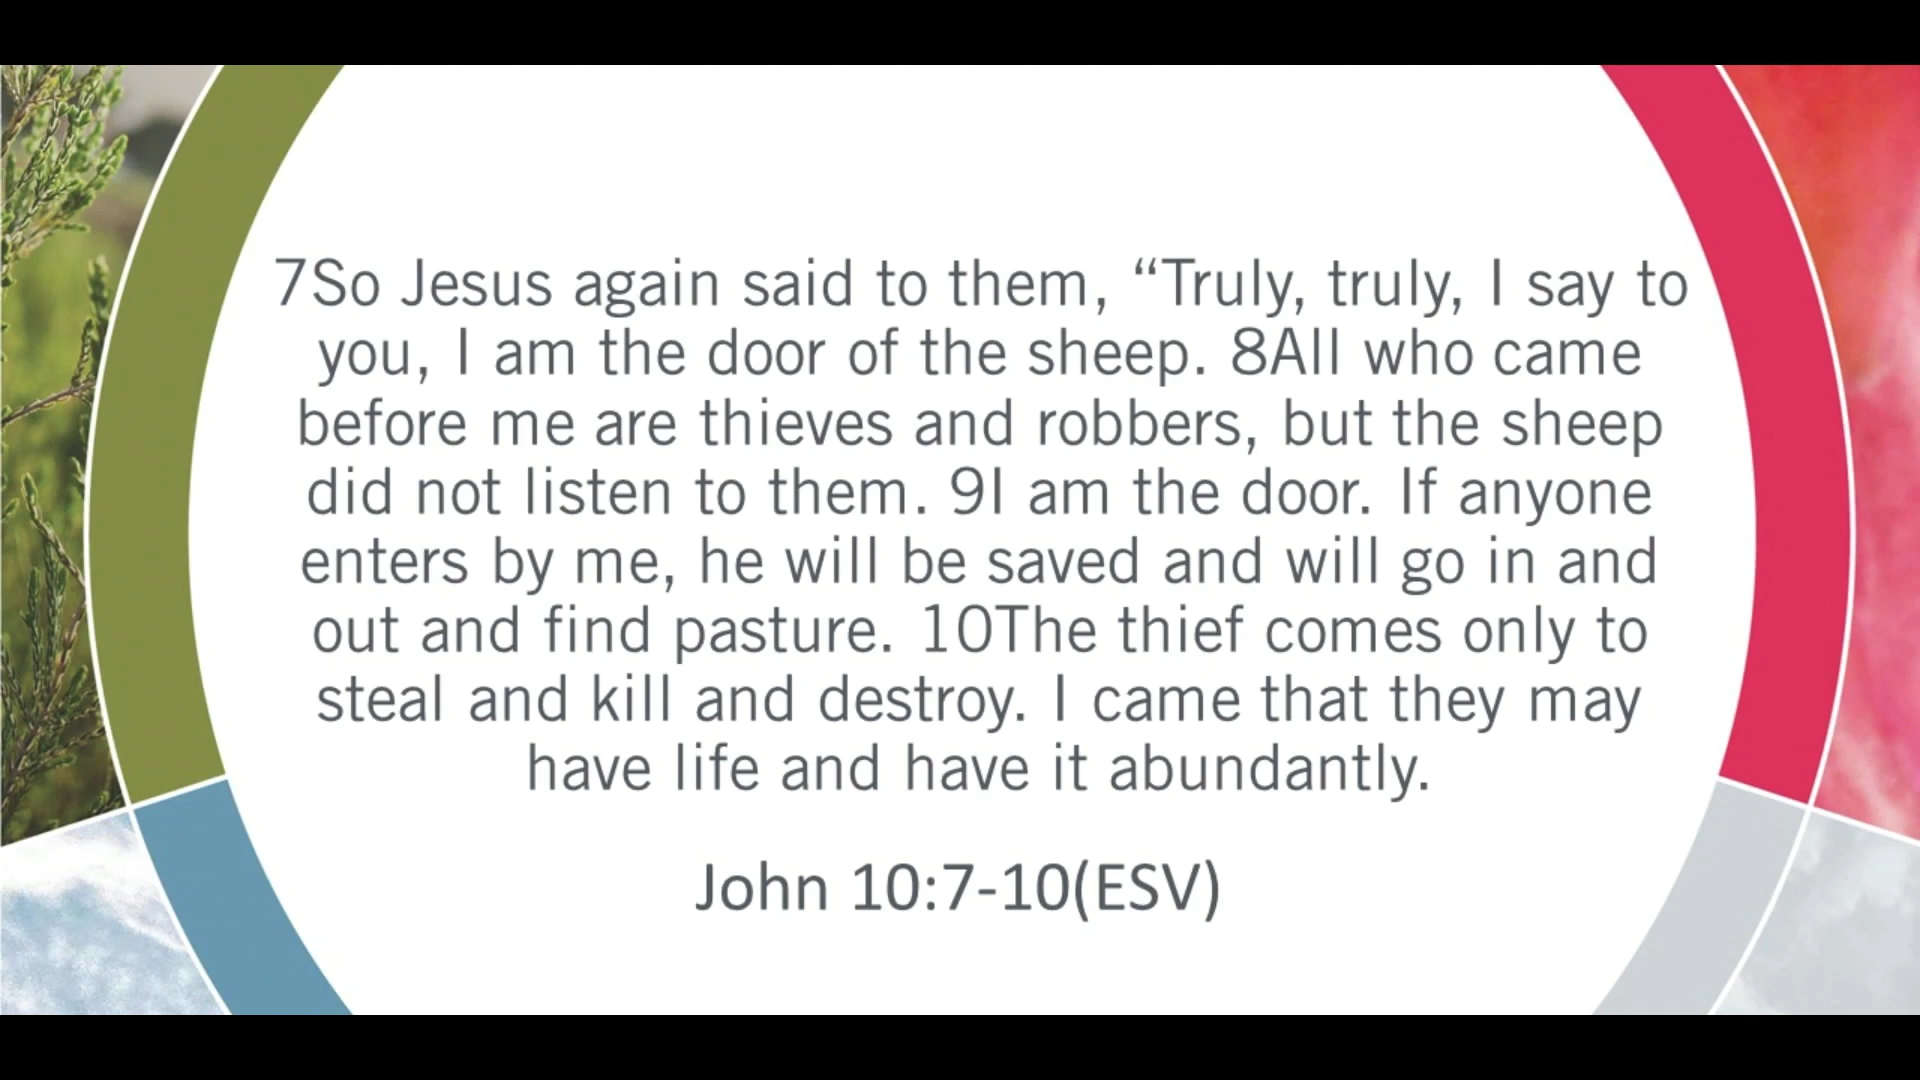 7So Jesus again said to them, “Truly, truly, I say to
you, I am the door of the sheep. 8All who came
before me are thieves and robbers, but the sheep
did not listen to them. 9I am the door. If anyone
enters by me, he will be saved and will go in and
out and find pasture. 10The thief comes only to
steal and kill and destroy. I came that they may
have life and have it abundantly.
John 10:7-10(ESV)